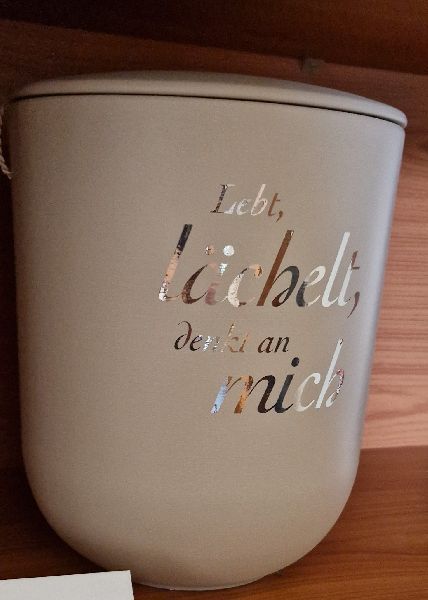 Lebt,
lächelt,
denkt an
mich